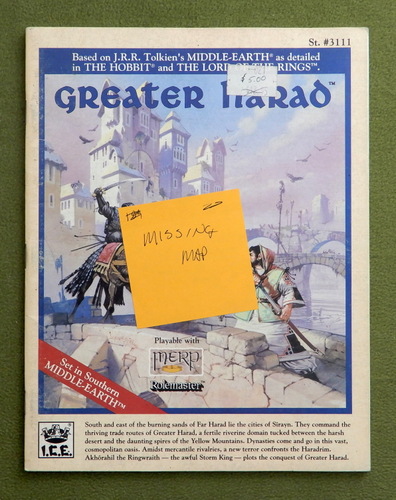 St. #3111
Based on J.R.R. Tolkien's MIDDLE-EARTH® as detailed
in THE HOBBIT® and THE LORD OF THE RINGS™.
$5.00
GREATER HARAD™
MISSING
MAP
Playable with
MERP
Rolemaster
Set in Southern
MIDDLE-EARTH™
I.C.E.
South and east of the burning sands of Far Harad lie the cities of Sirayn. They command the
thriving trade routes of Greater Harad, a fertile riverine domain tucked between the harsh
desert and the daunting spires of the Yellow Mountains. Dynasties come and go in this vast,
cosmopolitan oasis. Amidst mercantile rivalries, a new terror confronts the Haradrim.
Akhôrahil the Ringwraith — the awful Storm King — plots the conquest of Greater Harad.